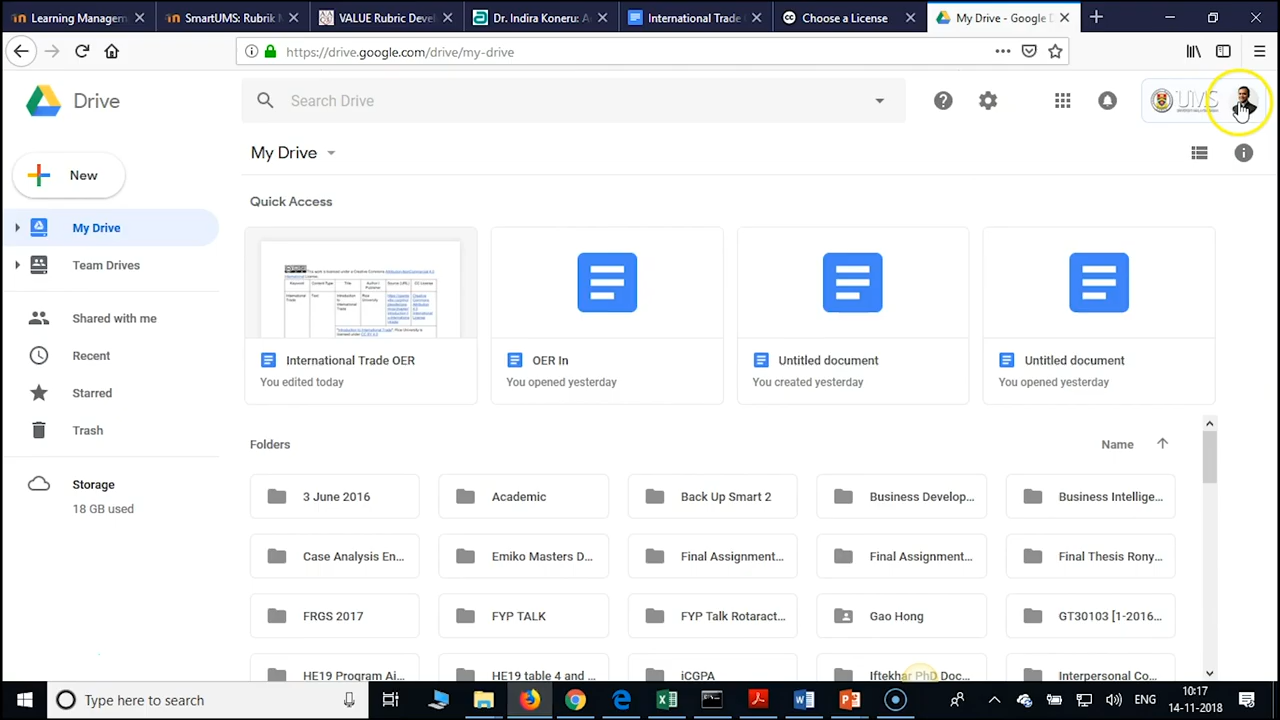 Learning Managem
SmartUMS: Rubrik M
VALUE Rubric Deve
Dr. Indira Koneru: A
International Trade
Choose a License
My Drive - Google D
https://drive.google.com/drive/my-drive
Drive
Search Drive
UMS
My Drive
New
Quick Access
My Drive
Team Drives
Shared with me
Recent
Starred
Trash
Storage
18 GB used
International Trade OER
You edited today
OER In
You opened yesterday
Untitled document
You created yesterday
Untitled document
You opened yesterday
Folders
Name
3 June 2016
Academic
Back Up Smart 2
Business Develop...
Business Intellige...
Case Analysis En...
Emiko Masters D...
Final Assignment...
Final Assignment...
Final Thesis Rony...
FRGS 2017
FYP TALK
FYP Talk Rotaract...
Gao Hong
GT30103 [1-2016...
HE19 Program Ai...
HE19 table 4 and ...
iCGPA
Iftekhar PhD Doc...
Interpersonal Co...
Type here to search
ENG
10:17
14-11-2018